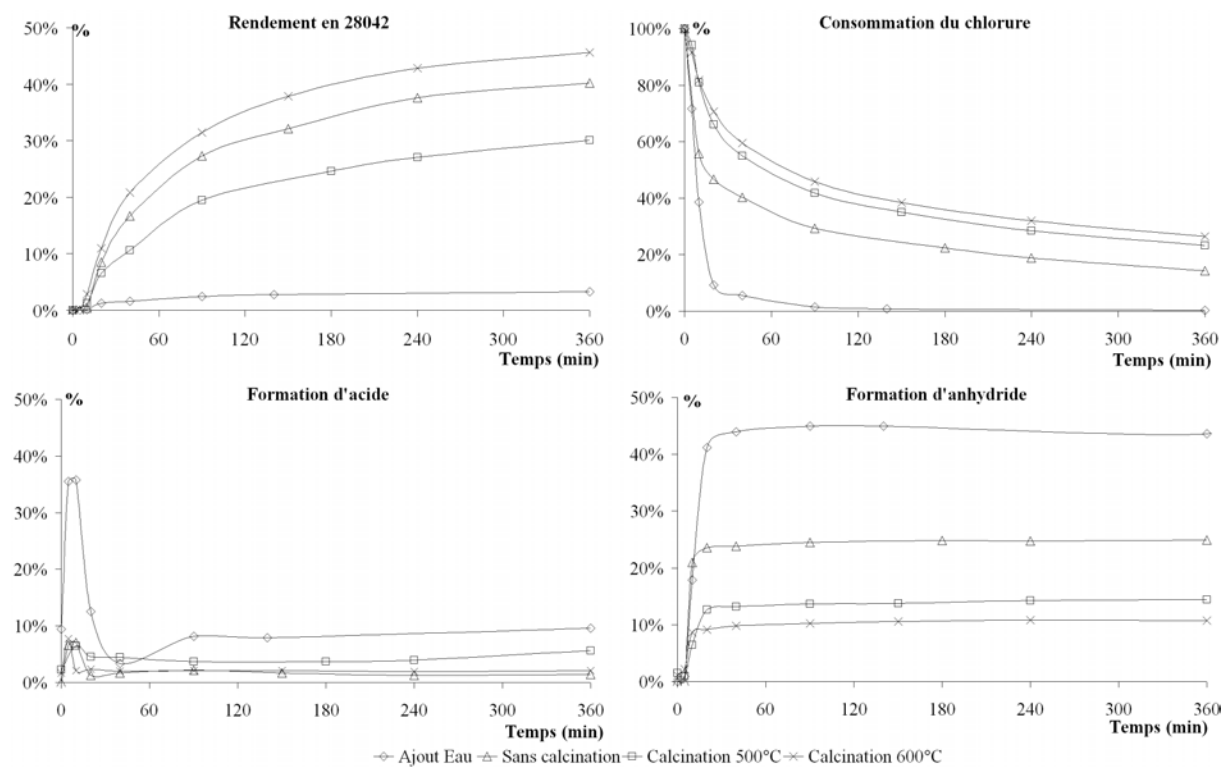 Rendement en 28042
%
50%
40%
30%
20%
10%
0%
0 60 120 180 240 300 360
Temps (min)
Consommation du chlorure
%
100%
80%
60%
40%
20%
0%
0 60 120 180 240 300 360
Temps (min)
Formation d'acide
%
50%
40%
30%
20%
10%
0%
0 60 120 180 240 300 360
Temps (min)
Formation d'anhydride
%
50%
40%
30%
20%
10%
0%
0 60 120 180 240 300 360
Temps (min)
Ajout Eau Sans calcination Calcination 500°C Calcination 600°C